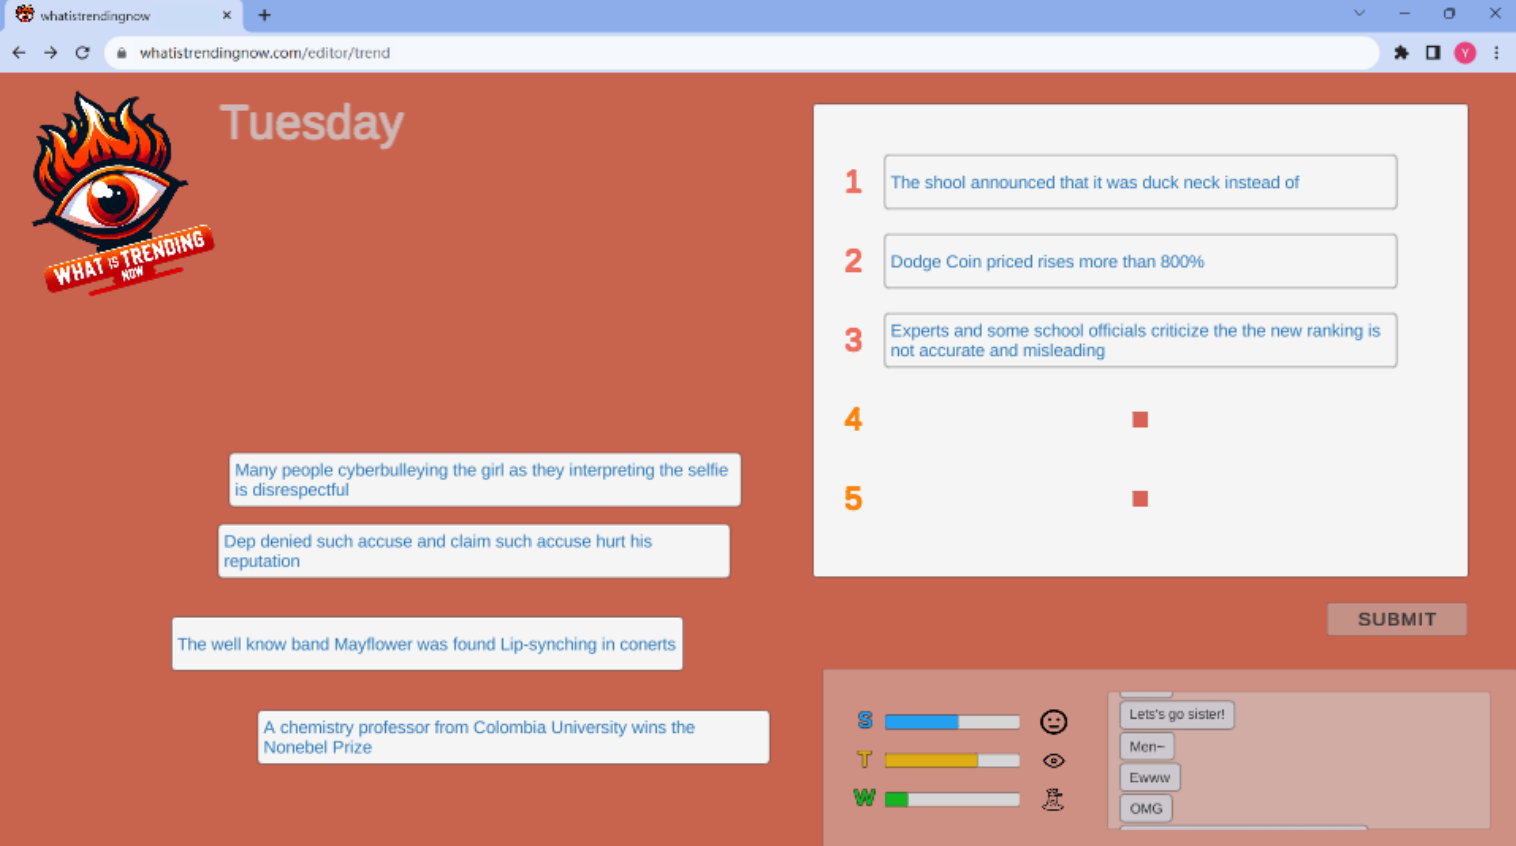 whatistrendingnow
whatistrendingnow.com/editor/trend
Y
Tuesday
WHAT IS TRENDING
NOW
1
The shool announced that it was duck neck instead of
2
Dodge Coin priced rises more than 800%
3
Experts and some school officials criticize the the new ranking is
not accurate and misleading
4
5
Many people cyberbulleying the girl as they interpreting the selfie
is disrespectful
Dep denied such accuse and claim such accuse hurt his
reputation
The well know band Mayflower was found Lip-synching in conerts
A chemistry professor from Colombia University wins the
Nonebel Prize
SUBMIT
S
T
W
Lets's go sister!
Men~
Ewww
OMG